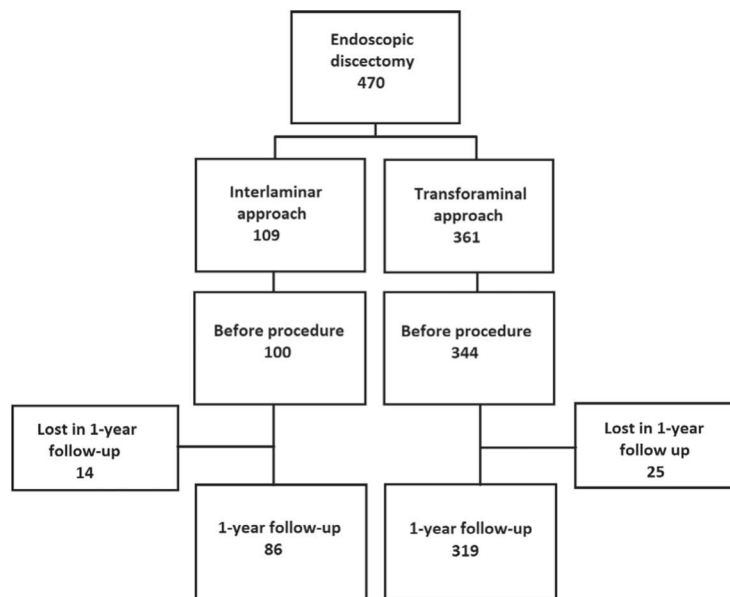 Endoscopic
discectomy
470
Interlaminar
approach
109
Transforaminal
approach
361
Before procedure
100
Before procedure
344
Lost in 1-year
follow-up
14
Lost in 1-year
follow up
25
1-year follow-up
86
1-year follow-up
319